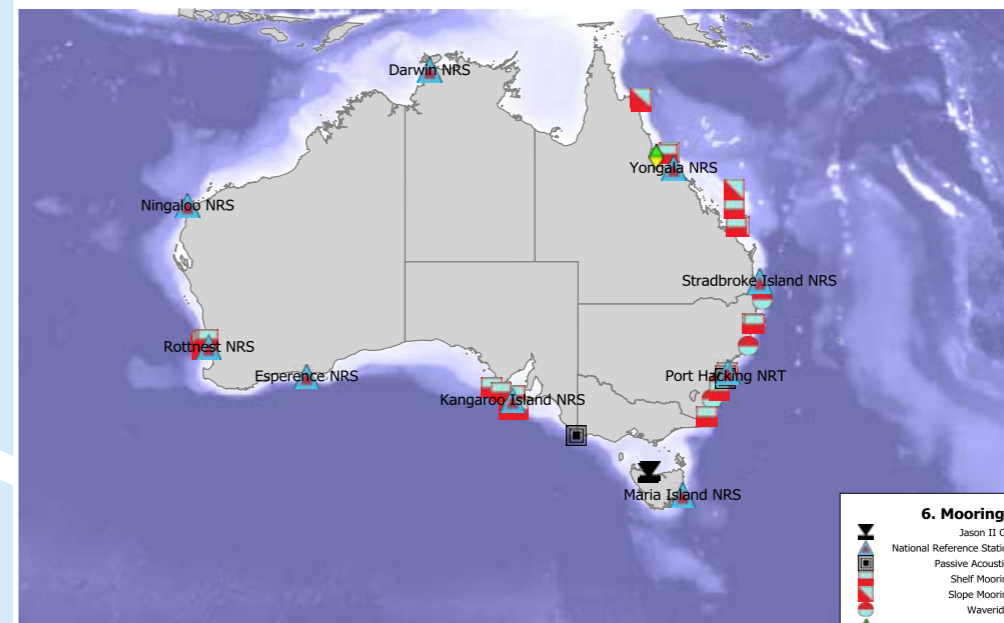 Darwin NRS
Yongala NRS
Ningaloo NRS
Stradbroke Island NRS
Rottnest NRS
Esperence NRS
Port Hacking NRT
Kangaroo Island NRS
Maria Island NRS
6. Mooring
Jason II C
National Reference Static
Passive Acousti
Shelf Moorin
Slope Moorin
Waverid